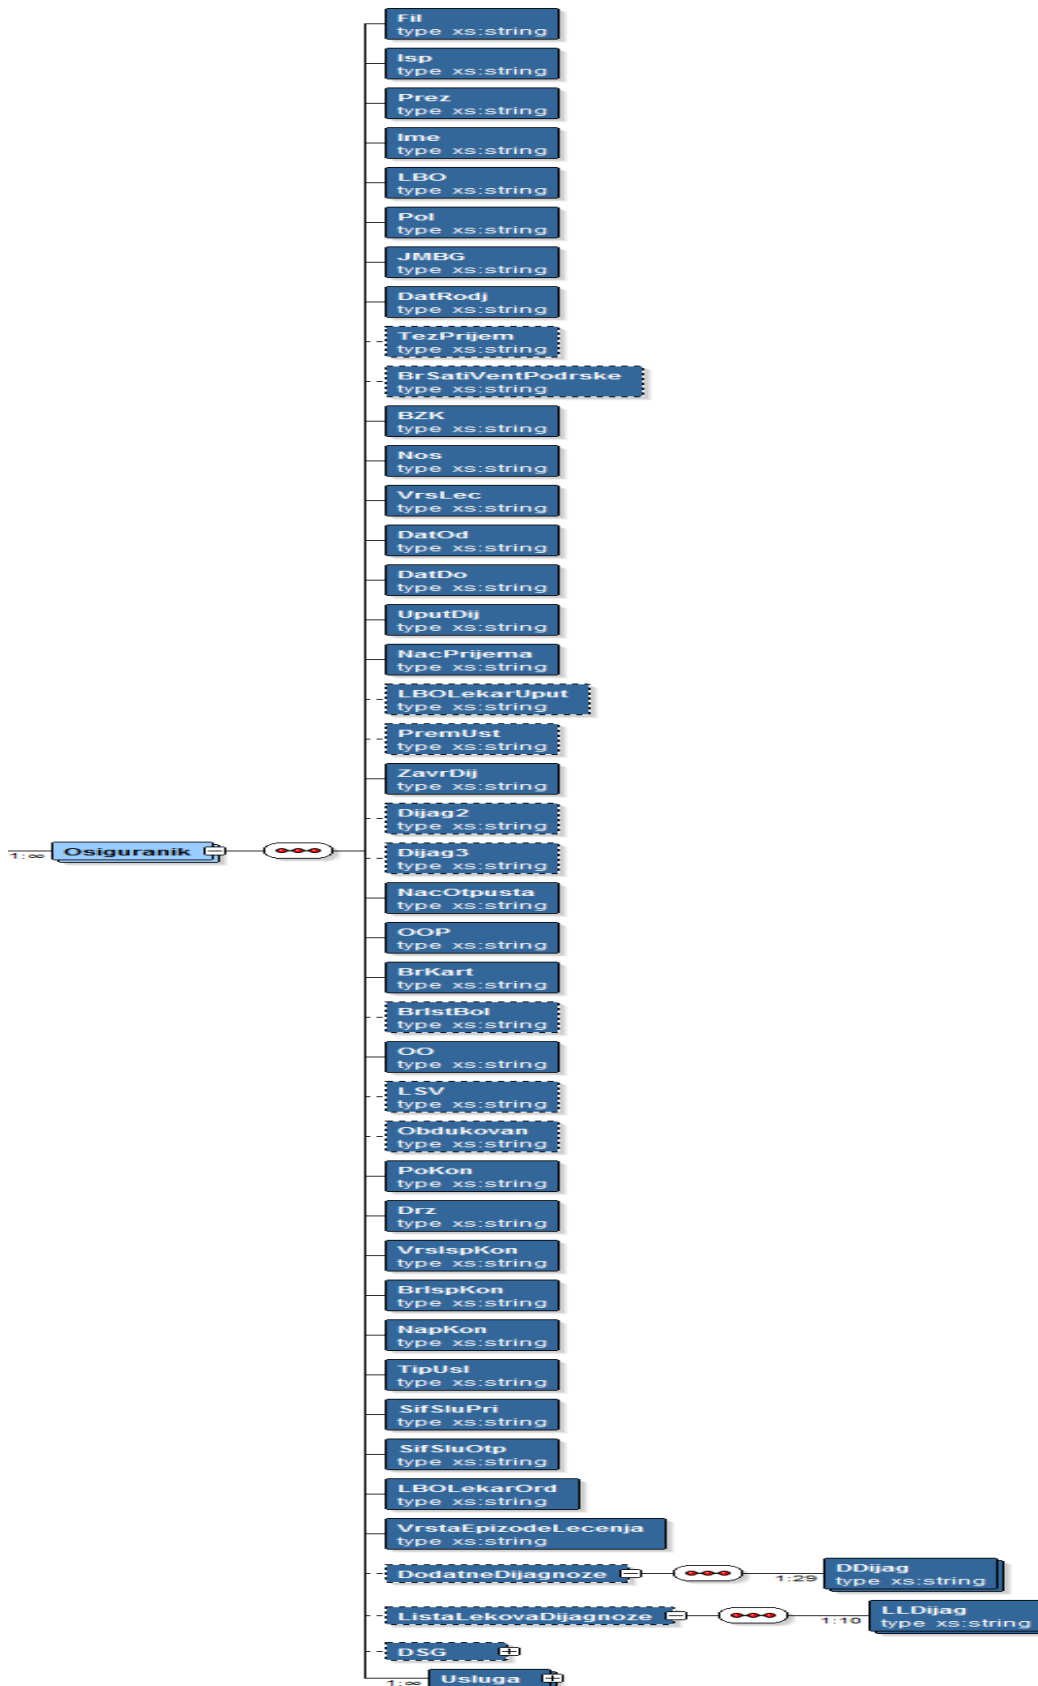 Fil
type xs:string
Isp
type xs:string
Prez
type xs:string
Ime
type xs:string
LBO
type xs:string
Pol
type xs:string
JMBG
type xs:string
DatRodj
type xs:string
TezPrijem
type xs:string
BrSatiVentPodrske
type xs:string
BZK
type xs:string
Nos
type xs:string
VrsLec
type xs:string
DatOd
type xs:string
DatDo
type xs:string
UputDij
type xs:string
NacPrijema
type xs:string
LBOLekarUput
type xs:string
PremUst
type xs:string
ZavrDij
type xs:string
Dijag2
type xs:string
1:∞ Osiguranik
Dijag3
type xs:string
NacOtpusta
type xs:string
OOP
type xs:string
BrKart
type xs:string
BrIstBol
type xs:string
OO
type xs:string
LSV
type xs:string
Obdukovan
type xs:string
PoKon
type xs:string
Drz
type xs:string
VrsIspKon
type xs:string
BrIspKon
type xs:string
NapKon
type xs:string
TipUsl
type xs:string
SifSluPri
type xs:string
SifSluOtp
type xs:string
LBOLekarOrd
type xs:string
VrstaEpizodeLecenja
type xs:string
DodatneDijagnoze
1:29
DDijag
type xs:string
ListaLekovaDijagnoze
1:10
LLDijag
type xs:string
DSG
1:∞ Usluga